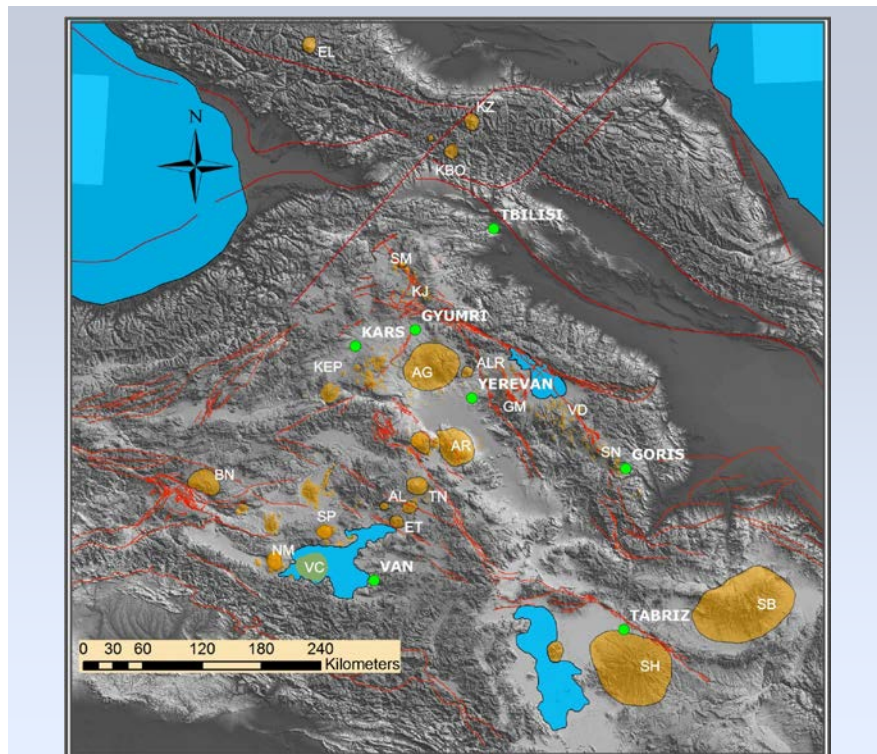 EL
KZ
KBO
N
TBILISI
SM
KJ
GYUMRI
KARS
ALR
KEP
AG
YEREVAN
GM
VD
AR
SN
GORIS
BN
AL
TN
SP
ET
NM
VC
VAN
SB
TABRIZ
SH
0 30 60 120 180 240
Kilometers